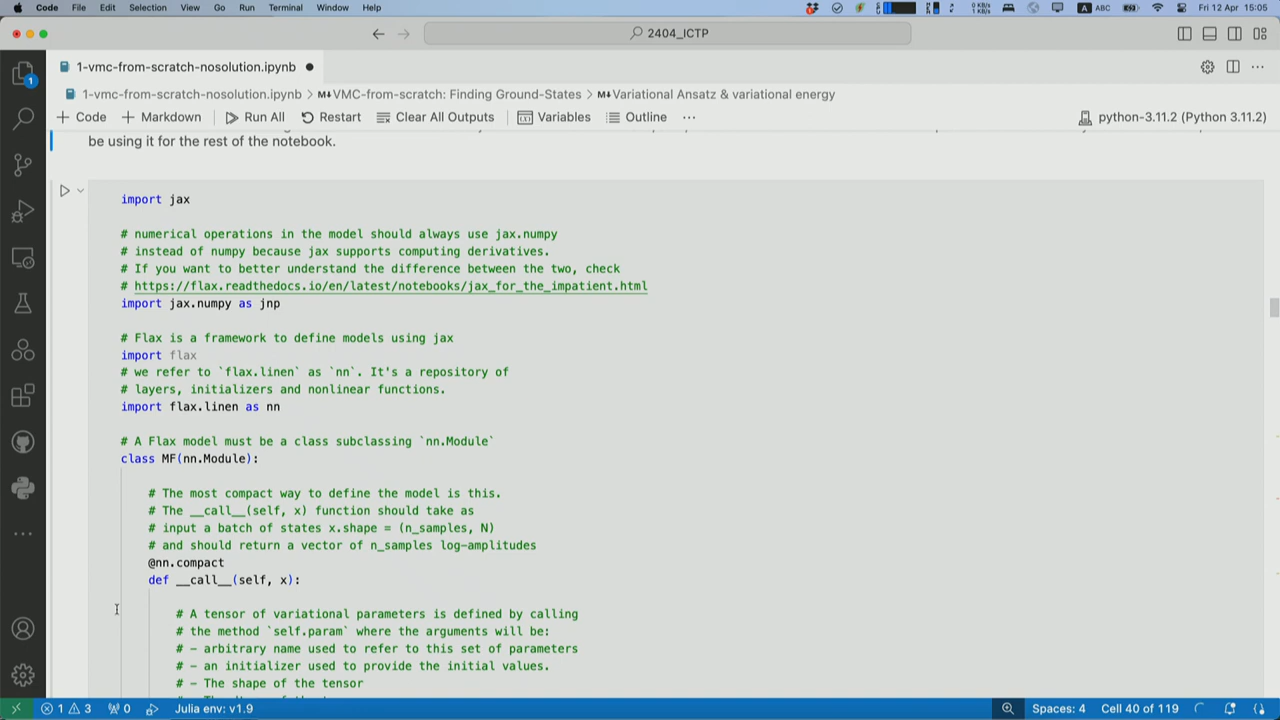 Code File Edit Selection View Go Run Terminal Window Help
0 KB/s
0 KB/s
A ABC Fri 12 Apr 15:05
2404_ICTP
1-vmc-from-scratch-nosolution.ipynb
1-vmc-from-scratch-nosolution.ipynb > M↓VMC-from-scratch: Finding Ground-States > M↓Variational Ansatz & variational energy
+ Code + Markdown Run All Restart Clear All Outputs Variables Outline ··· python-3.11.2 (Python 3.11.2)
1
be using it for the rest of the notebook.
import jax
# numerical operations in the model should always use jax.numpy
# instead of numpy because jax supports computing derivatives.
# If you want to better understand the difference between the two, check
# https://flax.readthedocs.io/en/latest/notebooks/jax_for_the_impatient.html
import jax.numpy as jnp
# Flax is a framework to define models using jax
import flax
# we refer to `flax.linen` as `nn`. It's a repository of
# layers, initializers and nonlinear functions.
import flax.linen as nn
# A Flax model must be a class subclassing `nn.Module`
class MF(nn.Module):
# The most compact way to define the model is this.
# The __call__(self, x) function should take as
# input a batch of states x.shape = (n_samples, N)
# and should return a vector of n_samples log-amplitudes
@nn.compact
def __call__(self, x):
# A tensor of variational parameters is defined by calling
# the method `self.param` where the arguments will be:
# - arbitrary name used to refer to this set of parameters
# - an initializer used to provide the initial values.
# - The shape of the tensor
1 3 0 Julia env: v1.9 Spaces: 4 Cell 40 of 119